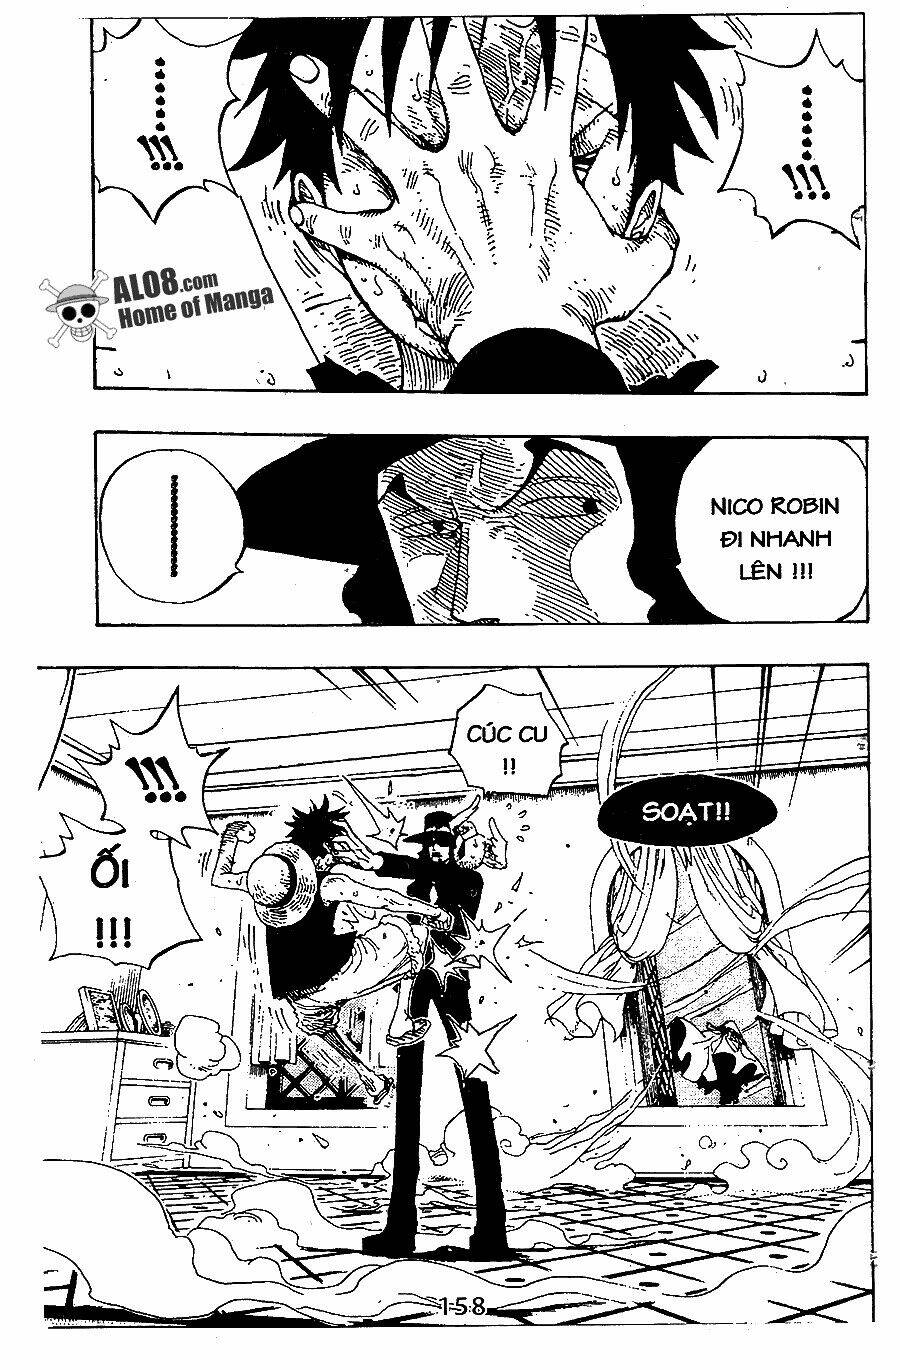 !!!
!!!
ALO8.com
Home of Manga
NICO ROBIN
ĐI NHANH
LÊN !!!
CÚC CU
!!
SOẠT!!
!!!
ỐI
!!!
158